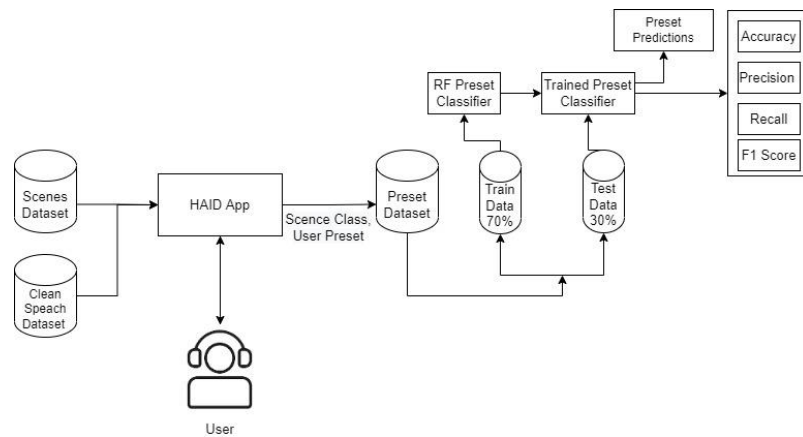 Preset
Predictions
Accuracy
Precision
Recall
F1 Score
RF Preset
Classifier
Trained Preset
Classifier
Scenes
Dataset
HAID App
Scence Class,
User Preset
Preset
Dataset
Train
Data
70%
Test
Data
30%
Clean
Speach
Dataset
User